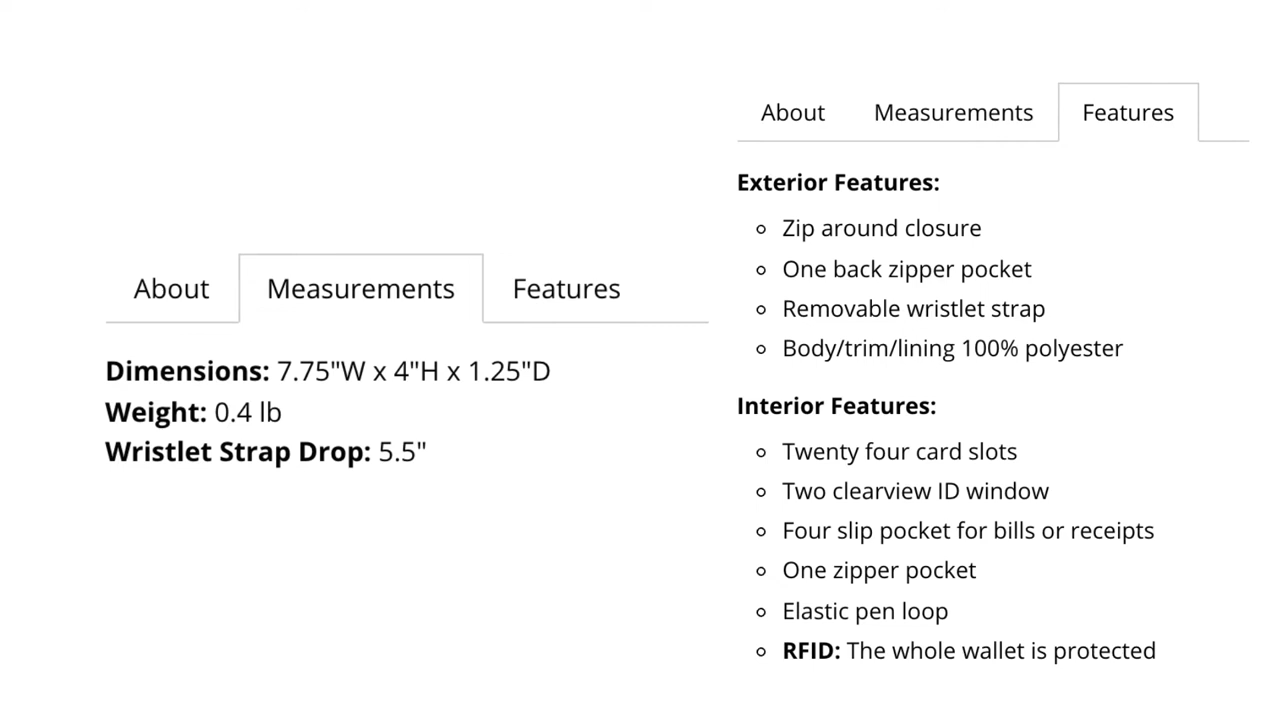 About Measurements Features
Dimensions: 7.75"W x 4"H x 1.25"D
Weight: 0.4 lb
Wristlet Strap Drop: 5.5"
About Measurements Features
Exterior Features:
Zip around closure
One back zipper pocket
Removable wristlet strap
Body/trim/lining 100% polyester
Interior Features:
Twenty four card slots
Two clearview ID window
Four slip pocket for bills or receipts
One zipper pocket
Elastic pen loop
RFID: The whole wallet is protected